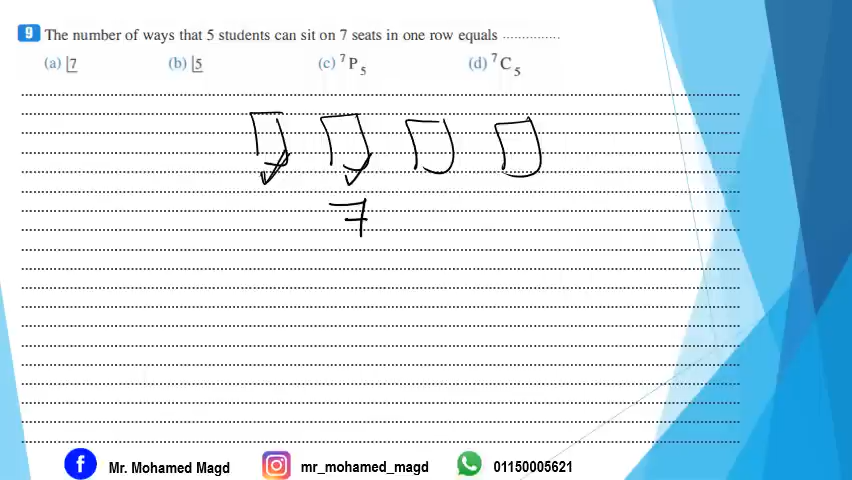 9 The number of ways that 5 students can sit on 7 seats in one row equals ...............
(a) |7 (b) |5 (c) ⁷P₅ (d) ⁷C₅
7
Mr. Mohamed Magd mr_mohamed_magd 01150005621